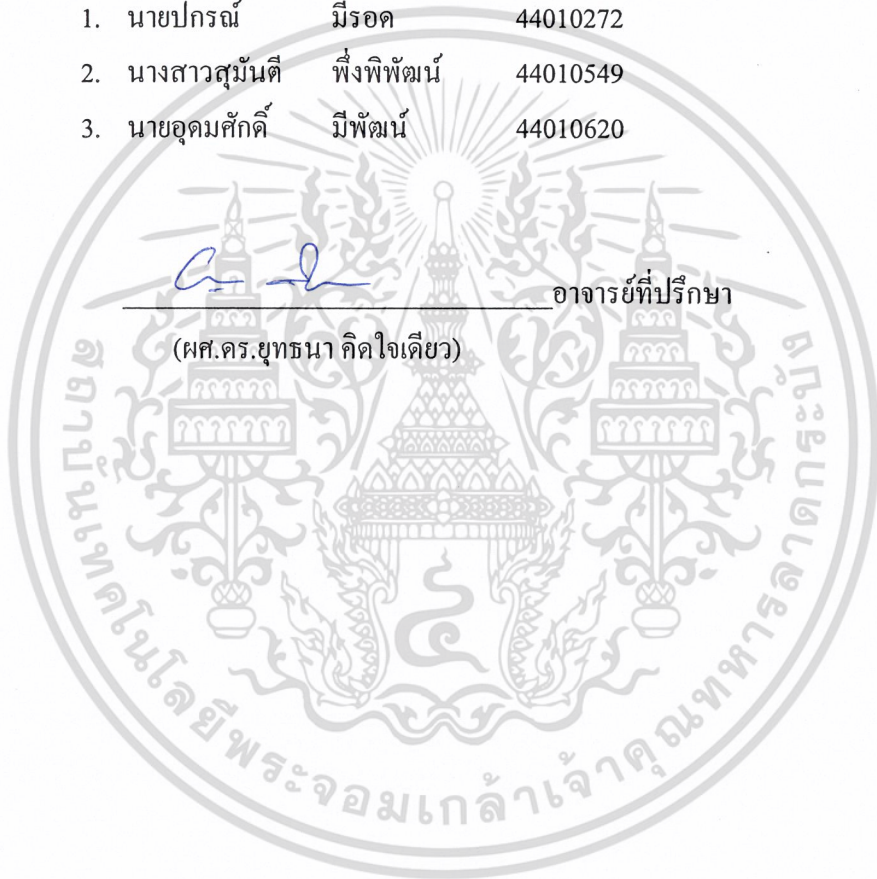 1. นายปกรณ์ มีรอด 44010272
2. นางสาวสุมันตี พึ่งพิพัฒน์ 44010549
3. นายอุดมศักดิ์ มีพัฒน์ 44010620
อาจารย์ที่ปรึกษา
(ผศ.ดร.ยุทธนา คิดใจเดียว)
สถาบันเทคโนโลยีพระจอมเกล้าเจ้าคุณทหารลาดกระบัง
๔